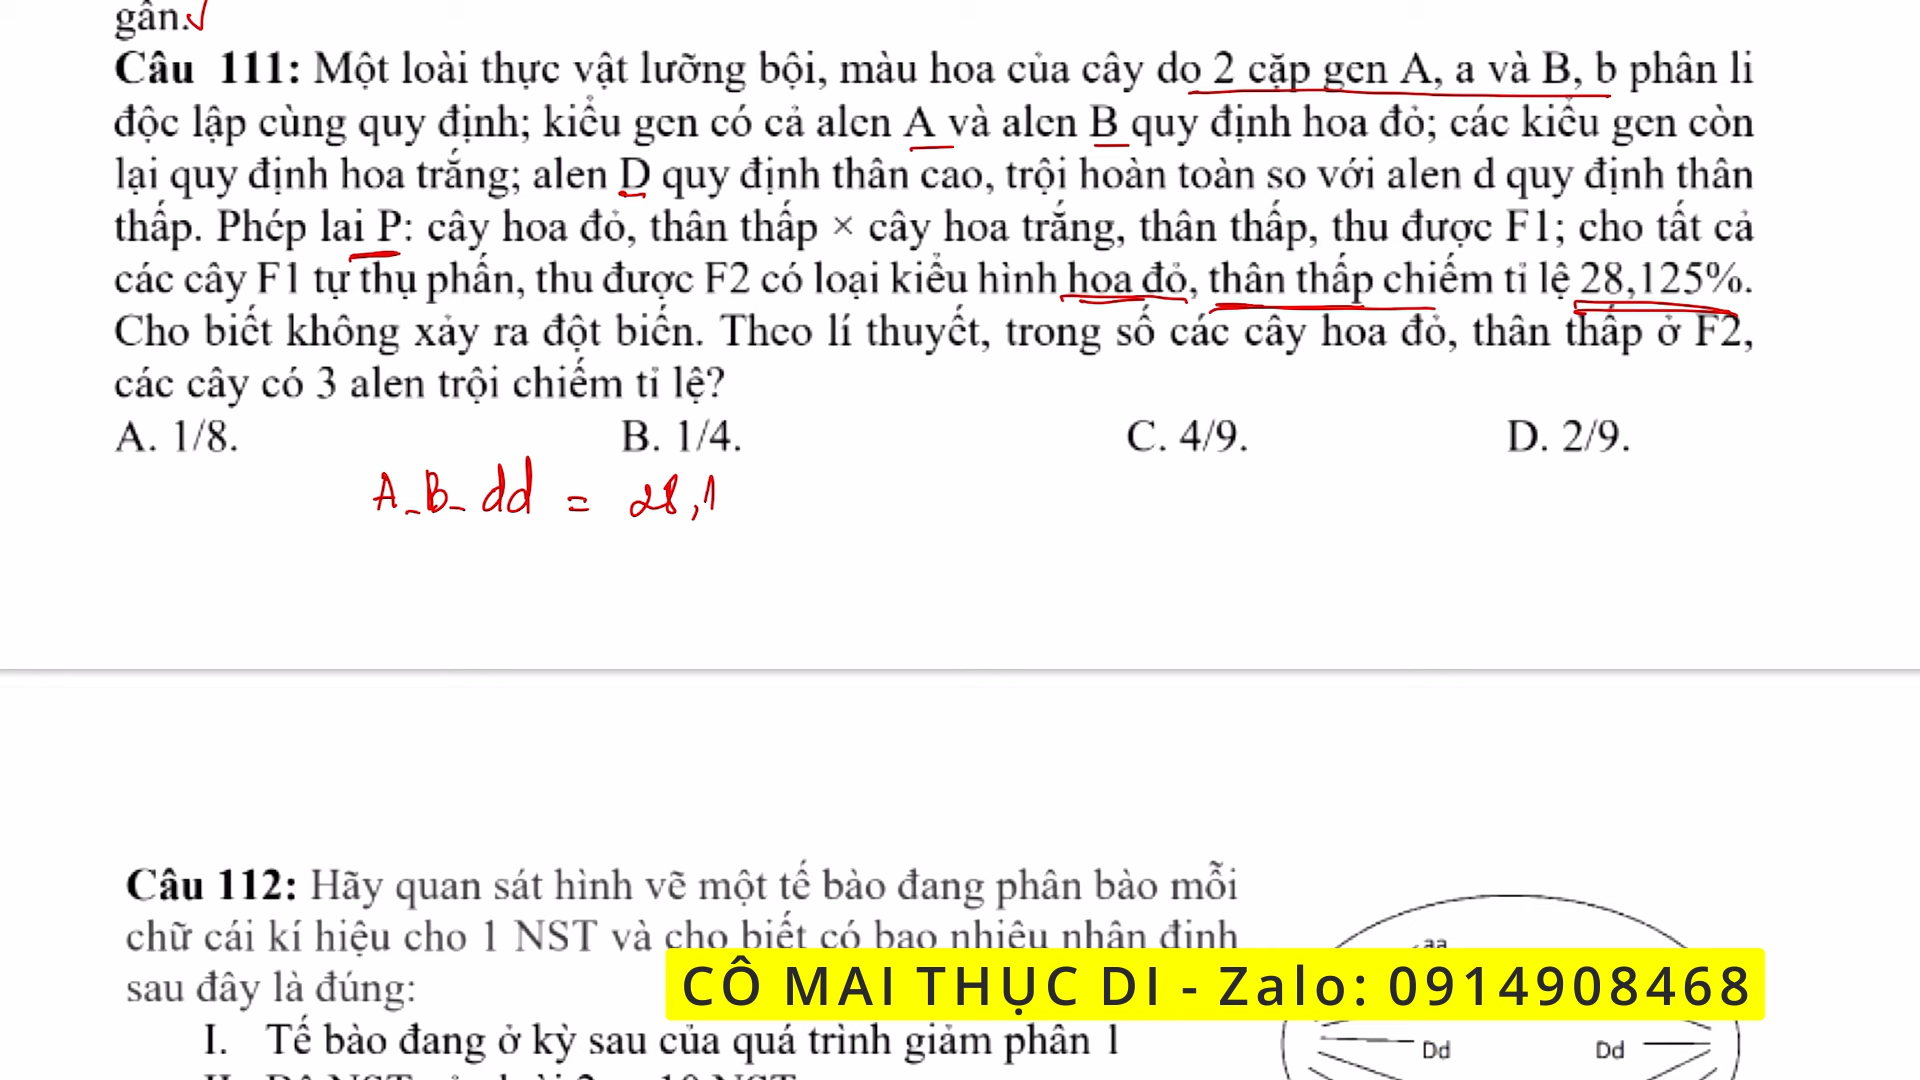 gân.✓
Câu 111: Một loài thực vật lưỡng bội, màu hoa của cây do 2 cặp gen A, a và B, b phân li
độc lập cùng quy định; kiểu gen có cả alen A và alen B quy định hoa đỏ; các kiểu gen còn
lại quy định hoa trắng; alen D quy định thân cao, trội hoàn toàn so với alen d quy định thân
thấp. Phép lai P: cây hoa đỏ, thân thấp × cây hoa trắng, thân thấp, thu được F1; cho tất cả
các cây F1 tự thụ phấn, thu được F2 có loại kiểu hình hoa đỏ, thân thấp chiếm tỉ lệ 28,125%.
Cho biết không xảy ra đột biến. Theo lí thuyết, trong số các cây hoa đỏ, thân thấp ở F2,
các cây có 3 alen trội chiếm tỉ lệ?
A. 1/8. B. 1/4. C. 4/9. D. 2/9.
A_B_ dd = 28,1
Câu 112: Hãy quan sát hình vẽ một tế bào đang phân bào mỗi
chữ cái kí hiệu cho 1 NST và cho biết có bao nhiêu nhận định
aa
sau đây là đúng:
CÔ MAI THỤC DI - Zalo: 0914908468
I. Tế bào đang ở kỳ sau của quá trình giảm phân 1
Dd Dd